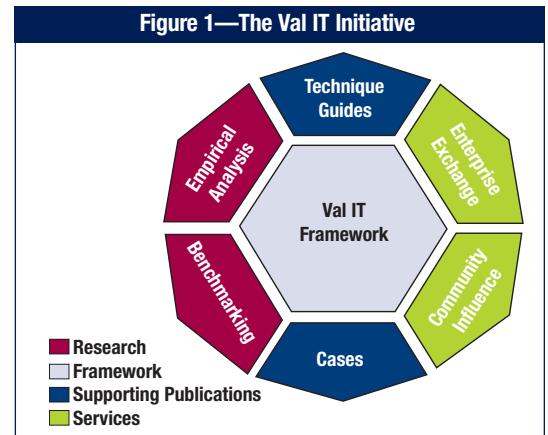 Figure 1—The Val IT Initiative
Technique
Guides
Empirical
Analysis
Enterprise
Exchange
Val IT
Framework
Benchmarking
Community
Influence
Cases
Research
Framework
Supporting Publications
Services